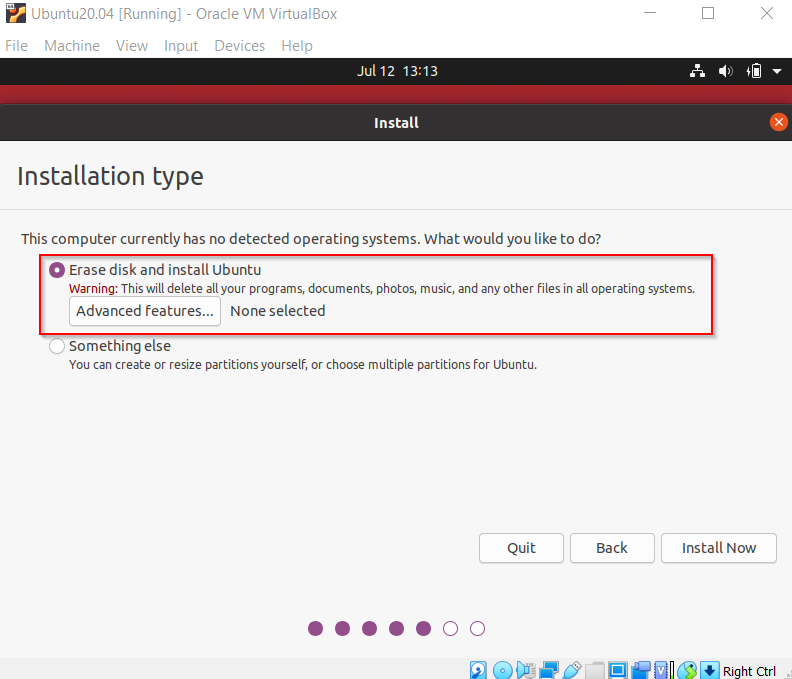 Ubuntu20.04 [Running] - Oracle VM VirtualBox
File Machine View Input Devices Help
Jul 12 13:13
Install
Installation type
This computer currently has no detected operating systems. What would you like to do?
Erase disk and install Ubuntu
Warning: This will delete all your programs, documents, photos, music, and any other files in all operating systems.
Advanced features... None selected
Something else
You can create or resize partitions yourself, or choose multiple partitions for Ubuntu.
Quit Back Install Now
Right Ctrl